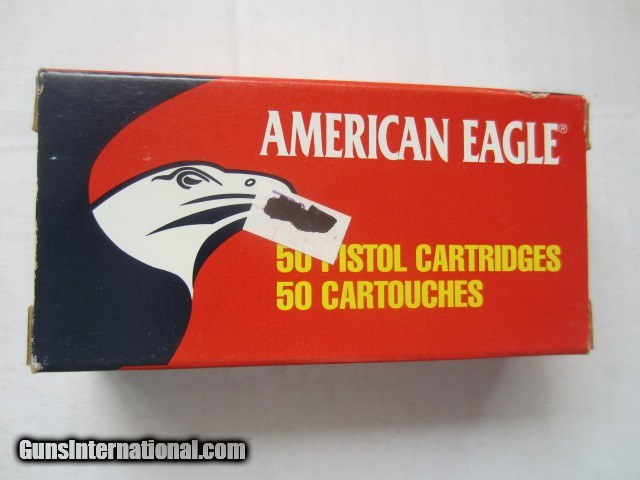 AMERICAN EAGLE®
50 PISTOL CARTRIDGES
50 CARTOUCHES
GunsInternational.com